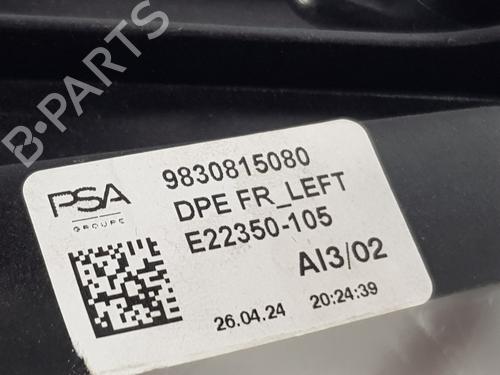 B-PARTS
PSA
GROUPE
9830815080
DPE FR_LEFT
E22350-105
AI3/02
26.04.24 20:24:39